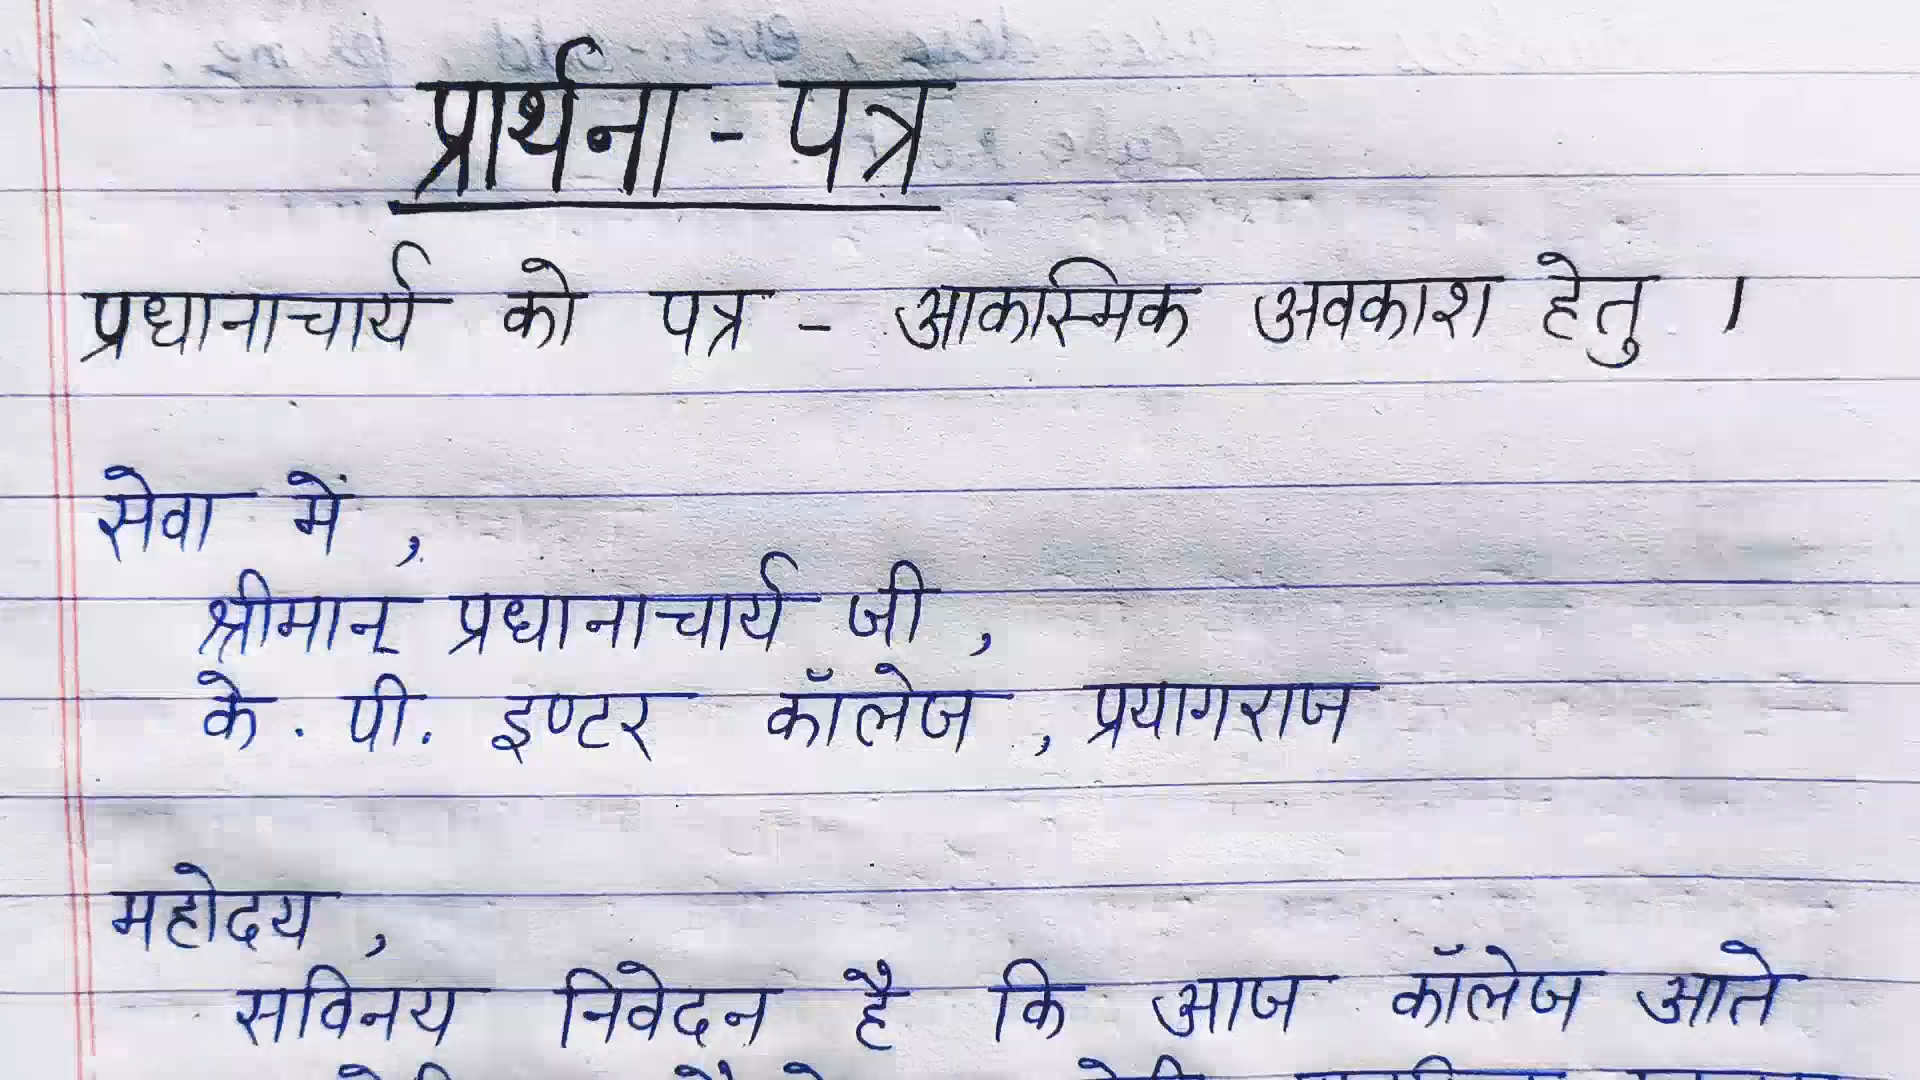 प्रार्थना - पत्र
प्रधानाचार्य को पत्र - आकस्मिक अवकाश हेतु ।
सेवा में ,
श्रीमान् प्रधानाचार्य जी ,
के . पी . इण्टर कॉलेज , प्रयागराज
महोदय ,
सविनय निवेदन है कि आज कॉलेज आते